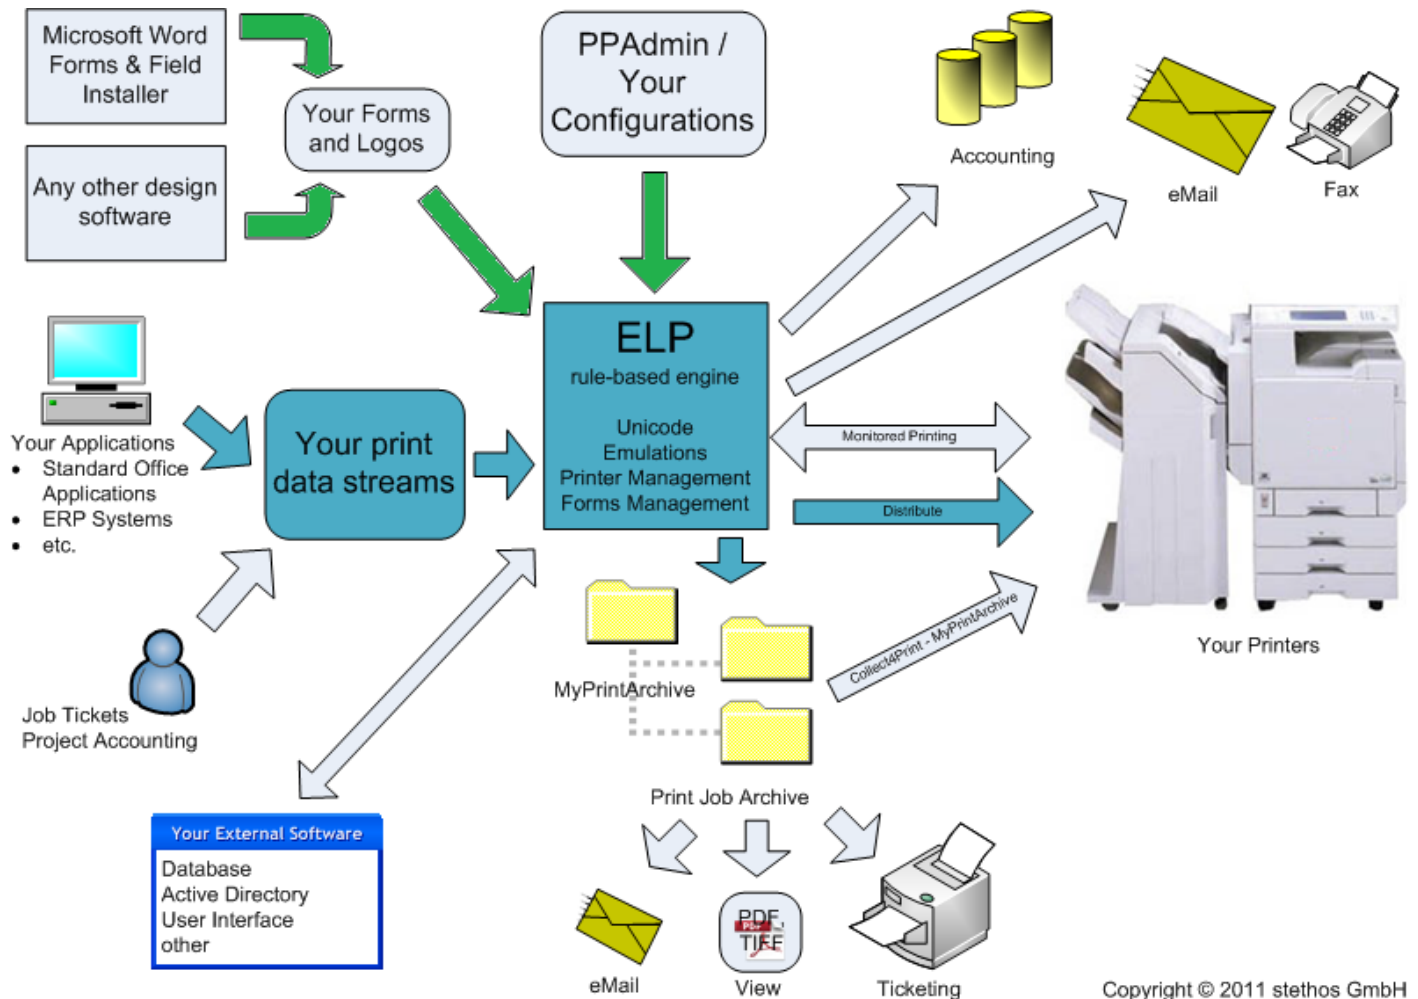 Microsoft Word
Forms & Field
Installer
Any other design
software
Your Forms
and Logos
PPAdmin /
Your
Configurations
Accounting
eMail
Fax
ELP
rule-based engine
Unicode
Emulations
Printer Management
Forms Management
Your Applications
• Standard Office
Applications
• ERP Systems
• etc.
Your print
data streams
Monitored Printing
Distribute
Collect4Print - MyPrintArchive
Your Printers
Job Tickets
Project Accounting
MyPrintArchive
Print Job Archive
Your External Software
Database
Active Directory
User Interface
other
eMail
PDF,
PDF
TIFF
View
Ticketing
Copyright © 2011 stethos GmbH